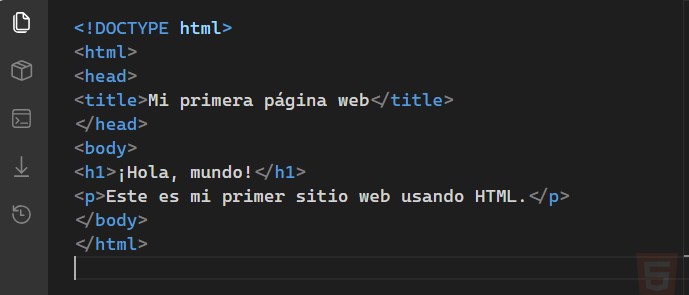 <!DOCTYPE html>
<html>
<head>
<title>Mi primera página web</title>
</head>
<body>
<h1>¡Hola, mundo!</h1>
<p>Este es mi primer sitio web usando HTML.</p>
</body>
</html>
5